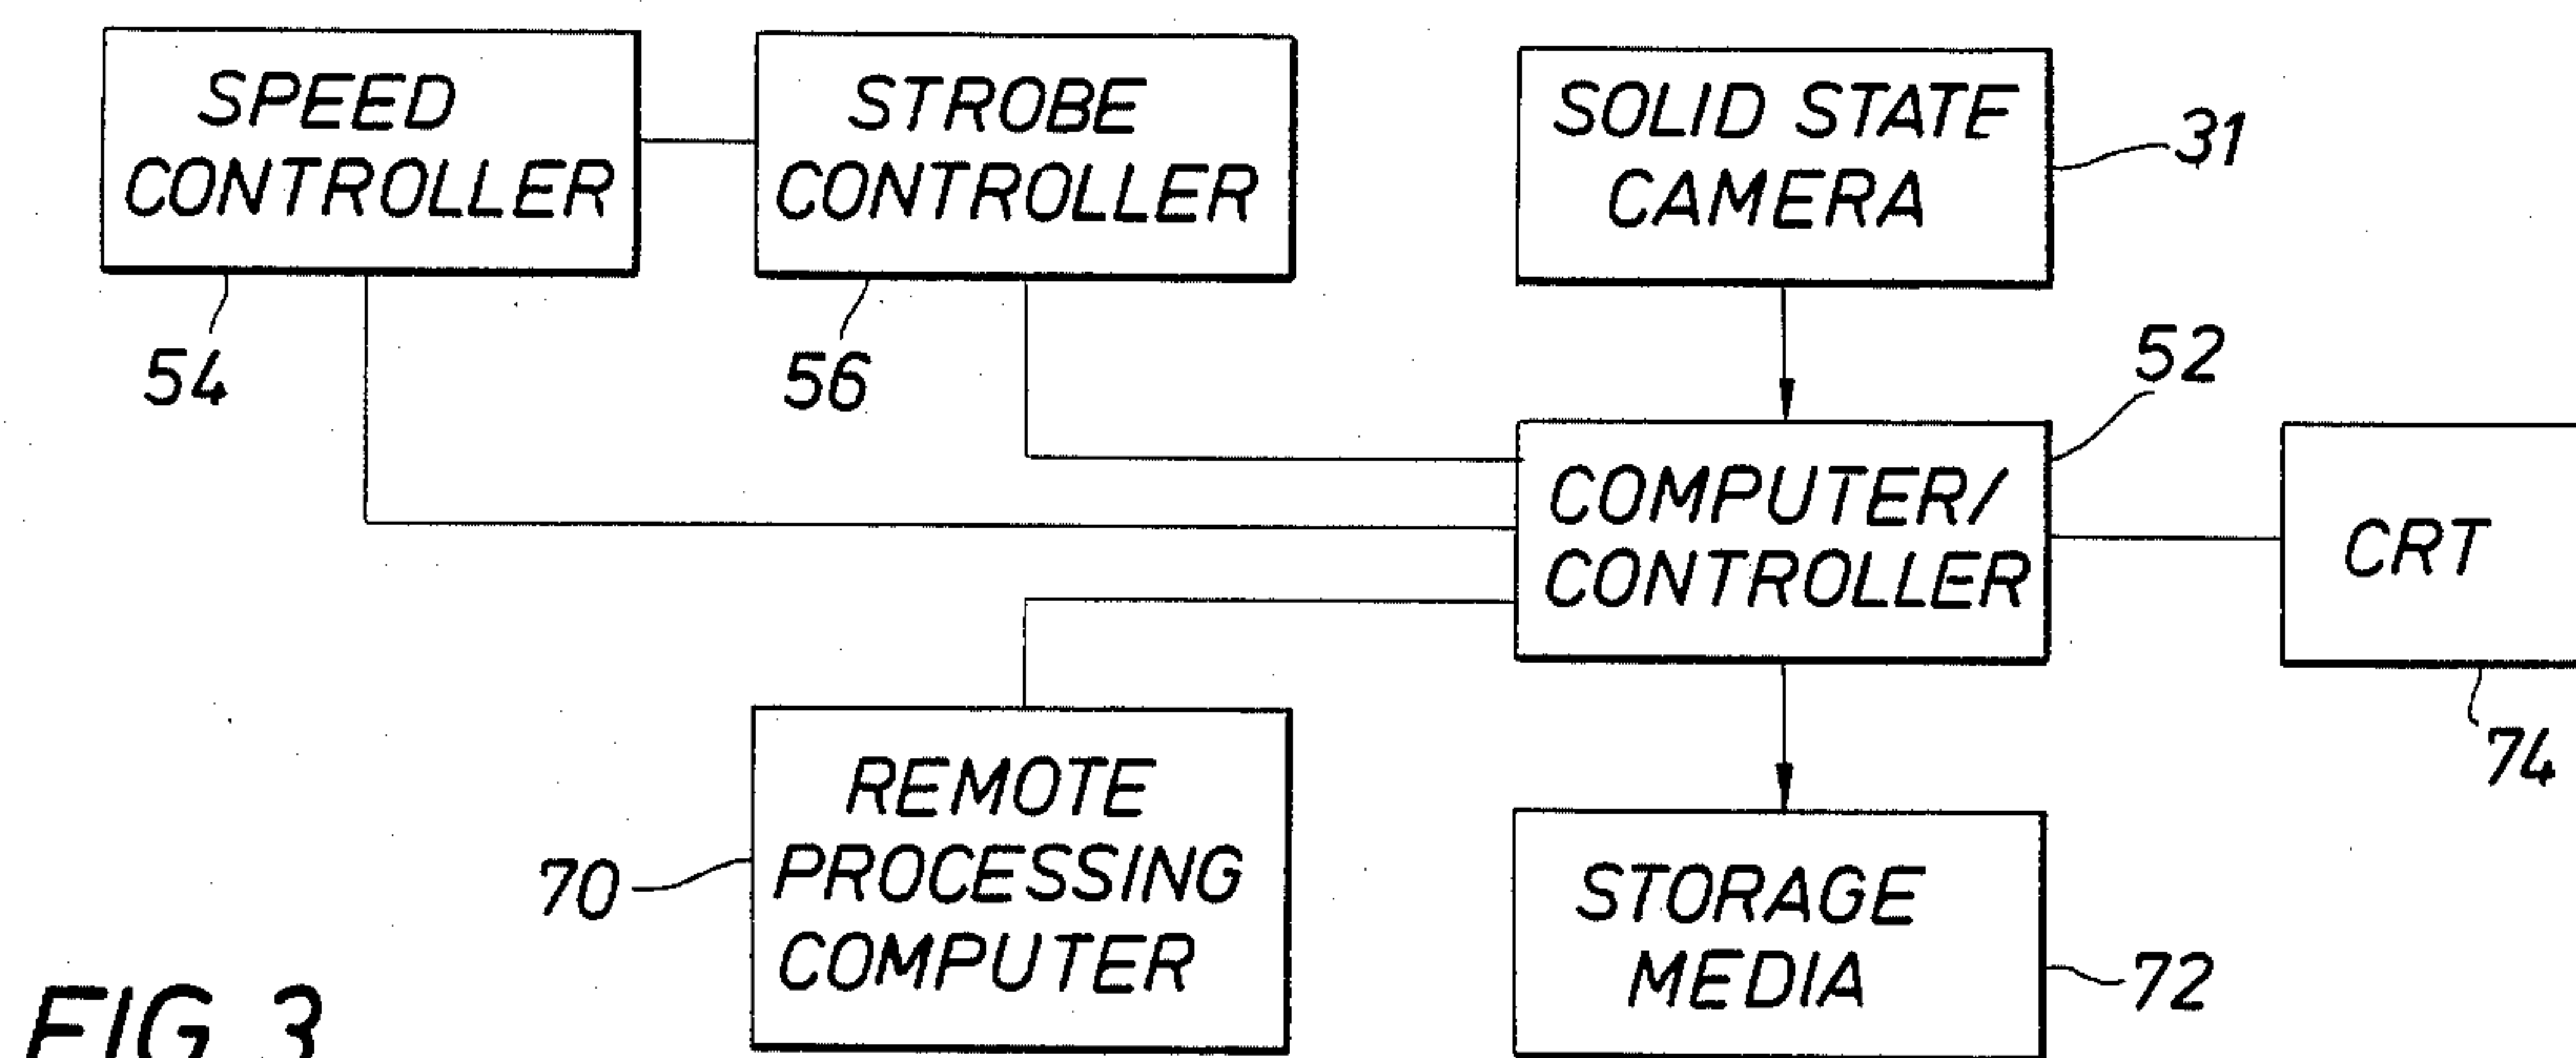 SPEED
CONTROLLER
STROBE
CONTROLLER
SOLID STATE
CAMERA
31
54
56
52
COMPUTER/
CONTROLLER
CRT
74
REMOTE
PROCESSING
COMPUTER
70
STORAGE
MEDIA
72
FIG. 3